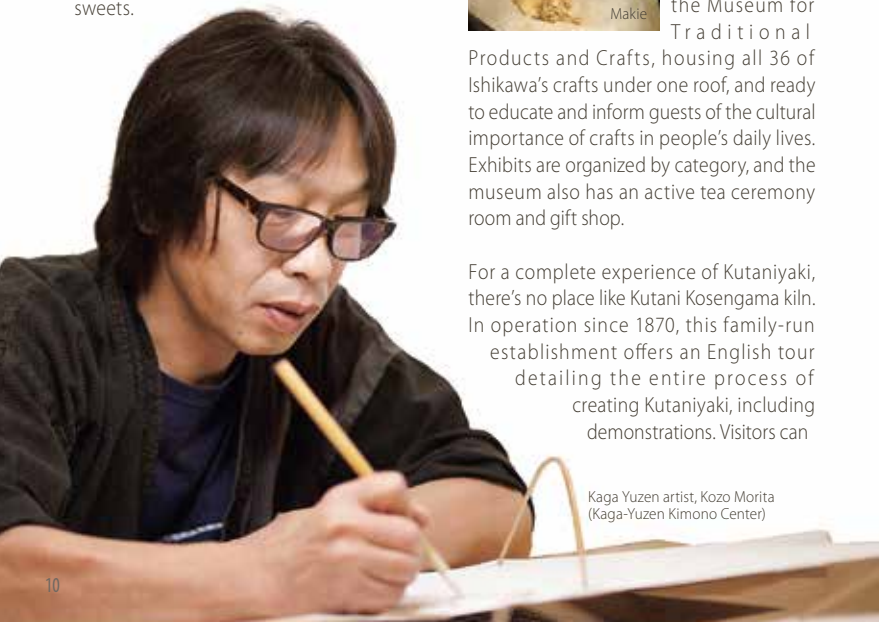 sweets.
Makie
the Museum for
Traditional
Products and Crafts, housing all 36 of
Ishikawa’s crafts under one roof, and ready
to educate and inform guests of the cultural
importance of crafts in people’s daily lives.
Exhibits are organized by category, and the
museum also has an active tea ceremony
room and gift shop.
For a complete experience of Kutaniyaki,
there’s no place like Kutani Kosengama kiln.
In operation since 1870, this family-run
establishment offers an English tour
detailing the entire process of
creating Kutaniyaki, including
demonstrations. Visitors can
Kaga Yuzen artist, Kozo Morita
(Kaga-Yuzen Kimono Center)
10